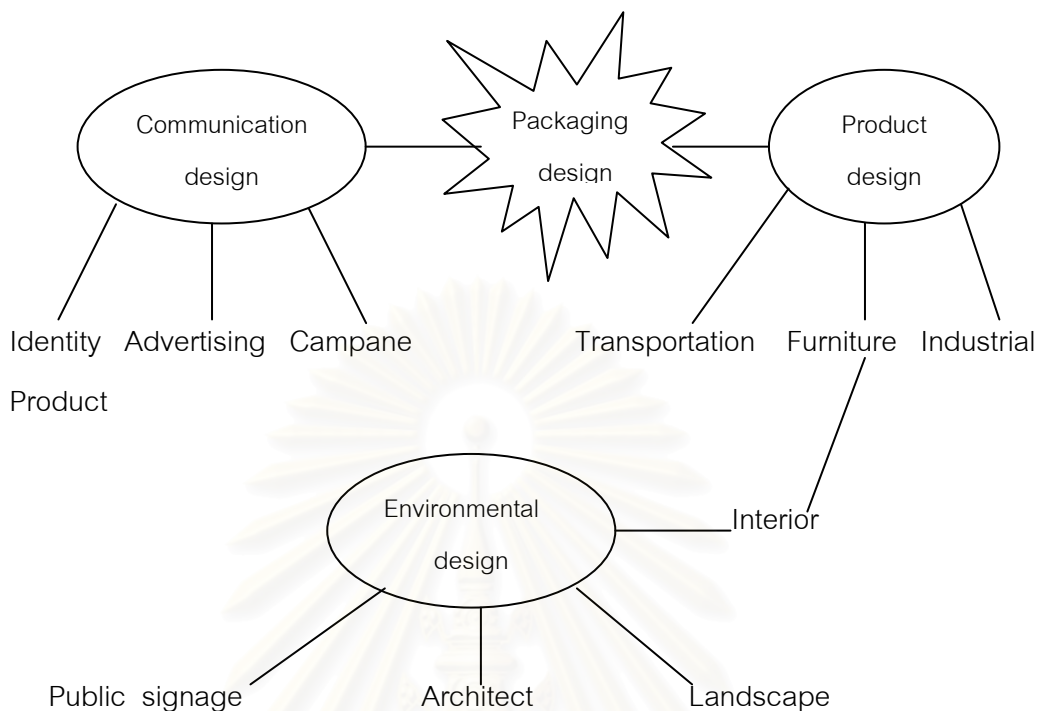 Communication
design
Packaging
design
Product
design
Identity Advertising Campane
Product
Transportation Furniture Industrial
Environmental
design
Interior
Public signage Architect Landscape